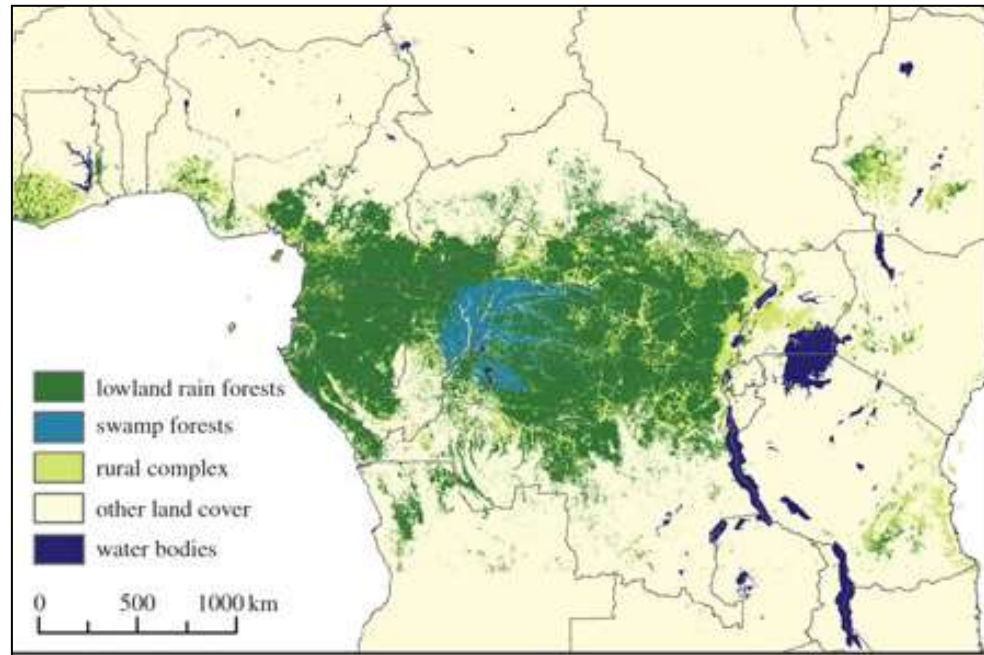 lowland rain forests
swamp forests
rural complex
other land cover
water bodies
0 500 1000 km